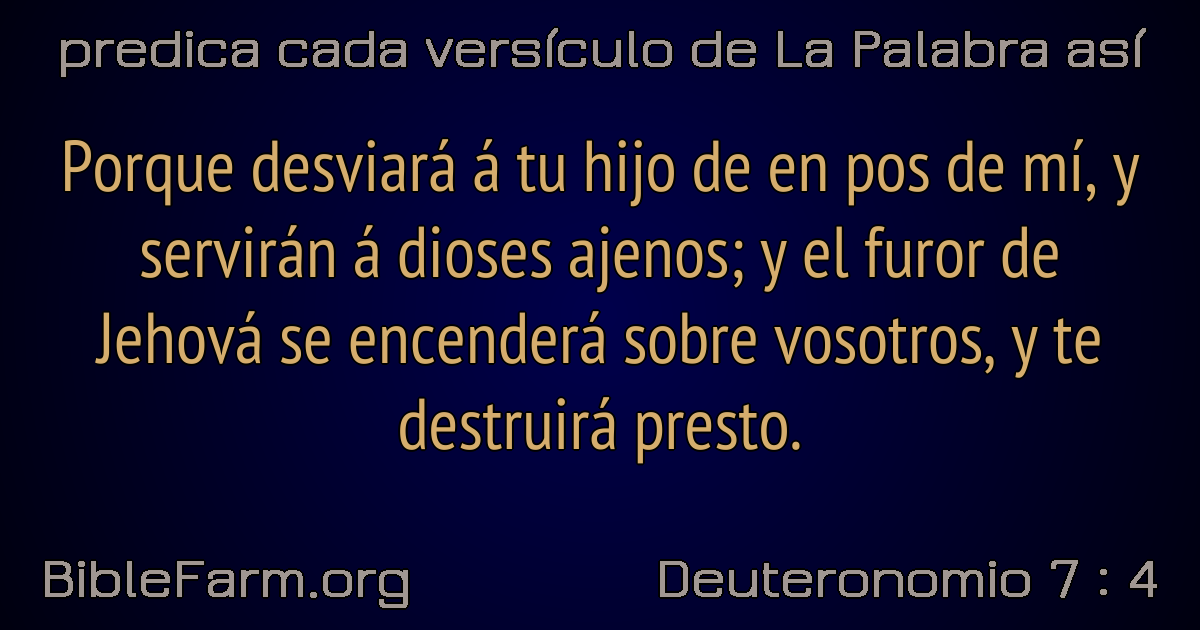 predica cada versículo de La Palabra así
Porque desviará á tu hijo de en pos de mí, y
servirán á dioses ajenos; y el furor de
Jehová se encenderá sobre vosotros, y te
destruirá presto.
BibleFarm.org
Deuteronomio 7 : 4